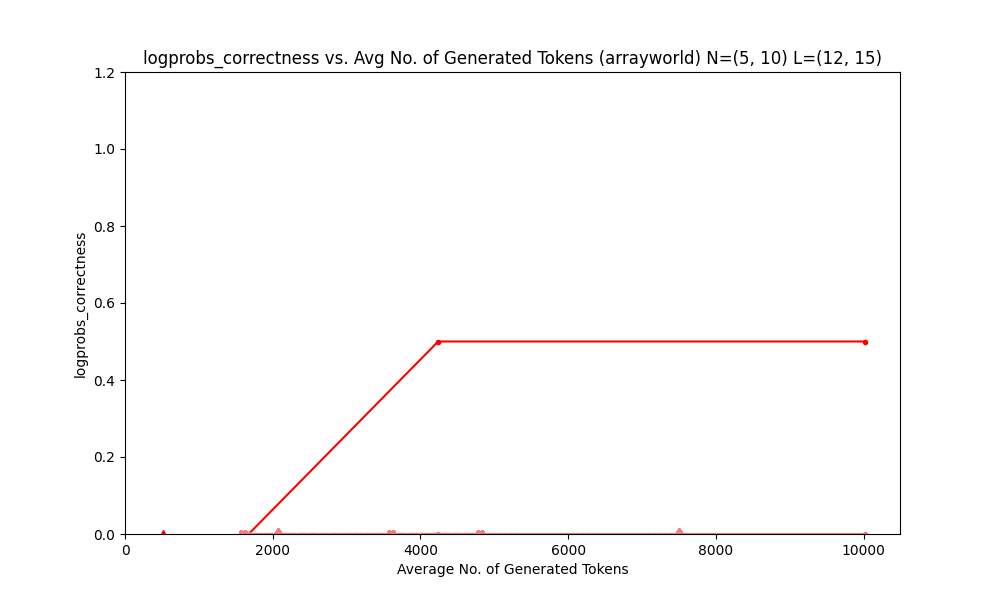 logprobs_correctness vs. Avg No. of Generated Tokens (arrayworld) N=(5, 10) L=(12, 15)
1.2
1.0
0.8
0.6
0.4
0.2
0.0
logprobs_correctness
0 2000 4000 6000 8000 10000
Average No. of Generated Tokens